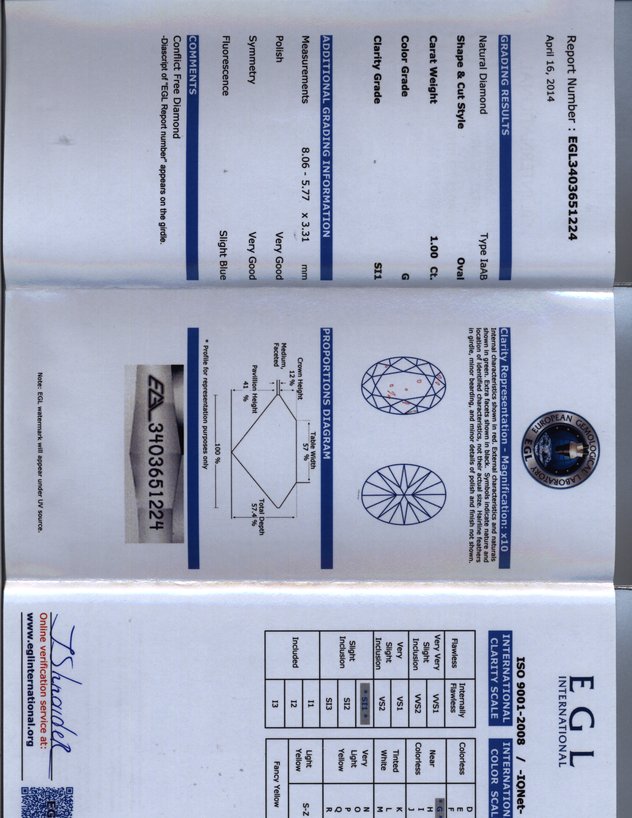 Report Number : EGL3403651224
April 16, 2014
GRADING RESULTS
Natural Diamond Type IaAB
Shape & Cut Style Oval
Carat Weight 1.00 Ct.
Color Grade G
Clarity Grade SI1
ADDITIONAL GRADING INFORMATION
Measurements 8.06 - 5.77 x 3.31 mm
Polish Very Good
Symmetry Very Good
Fluorescence Slight Blue
COMMENTS
Conflict Free Diamond
-Diascript of "EGL Report number" appears on the girdle.
EUROPEAN GEMOLOGICAL LABORATORY
EGL
Clarity Representation - Magnification: x10
Internal characteristics shown in red. External characteristics and naturals
shown in green. Extra facets shown in black. Symbols indicate nature and
location of identified characteristics, not their actual size. Hairline feathers
in girdle, minor bearding, and minor details of polish and finish not shown.
PROPORTIONS DIAGRAM
Table Width
57 %
Crown Height
12 %
Medium,
Faceted
Pavillion Height
41
%
Total Depth
57.4 %
100 %
* Profile for representation purposes only
3403651224
Note: EGL watermark will appear under UV source.
EGL
INTERNATIONAL
ISO 9001-2008 / -IQNet-
INTERNATIONAL
CLARITY SCALE
Flawless
Internally
Flawless
Very Very
Slight
Inclusion
VVS1
VVS2
Very
Slight
Inclusion
VS1
VS2
Slight
Inclusion
* SI1 *
SI2
SI3
Included
I1
I2
I3
INTERNATION
COLOR SCAL
Colorless
D
E
F
Near
Colorless
* G *
H
I
J
Tinted
White
K
L
M
Very
Light
Yellow
N
O
P
Q
R
Light
Yellow
S-Z
Fancy Yellow
Online verification service at:
www.eglinternational.org
EG